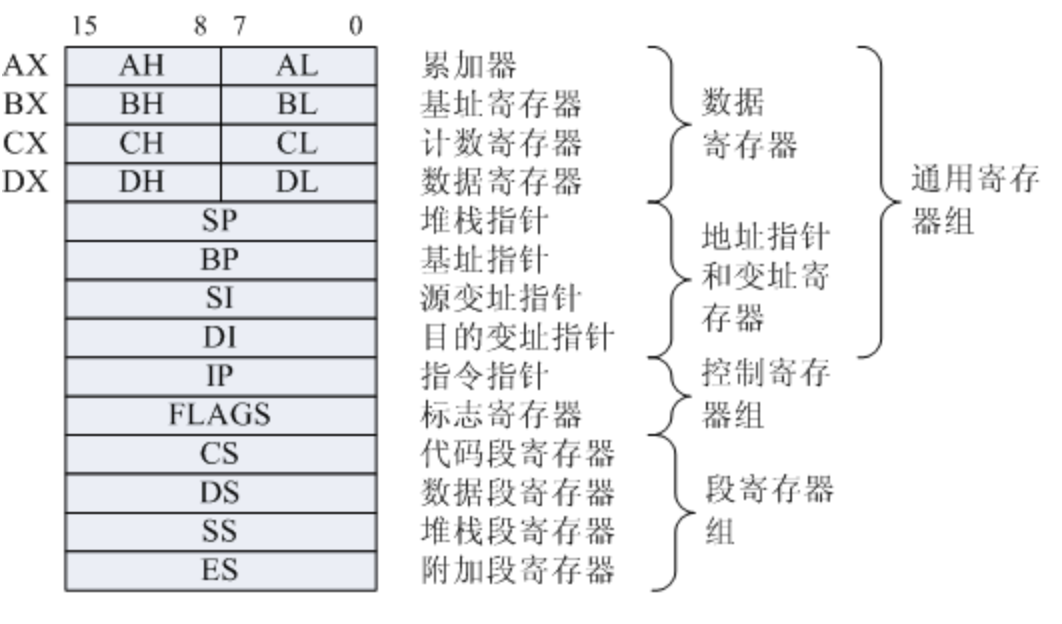 15 8 7 0
AX AH AL 累加器
BX BH BL 基址寄存器
CX CH CL 计数寄存器
DX DH DL 数据寄存器
SP 堆栈指针
BP 基址指针
SI 源变址指针
DI 目的变址指针
IP 指令指针
FLAGS 标志寄存器
CS 代码段寄存器
DS 数据段寄存器
SS 堆栈段寄存器
ES 附加段寄存器
数据
寄存器
地址指针
和变址寄
存器
控制寄存
器组
段寄存器
组
通用寄存
器组